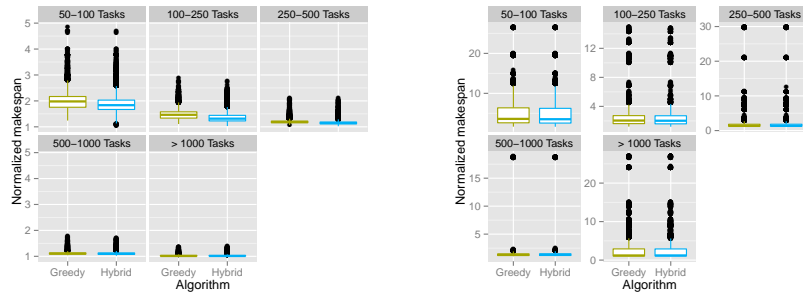 50−100 Tasks 100−250 Tasks 250−500 Tasks
5
4
3
2
1
500−1000 Tasks > 1000 Tasks
5
4
3
2
1
Greedy Hybrid Greedy Hybrid
Algorithm
Normalized makespan
50−100 Tasks 100−250 Tasks 250−500 Tasks
20
10
12
8
4
30
20
10
0
500−1000 Tasks > 1000 Tasks
15
10
5
20
10
0
Greedy Hybrid Greedy Hybrid
Algorithm
Normalized makespan